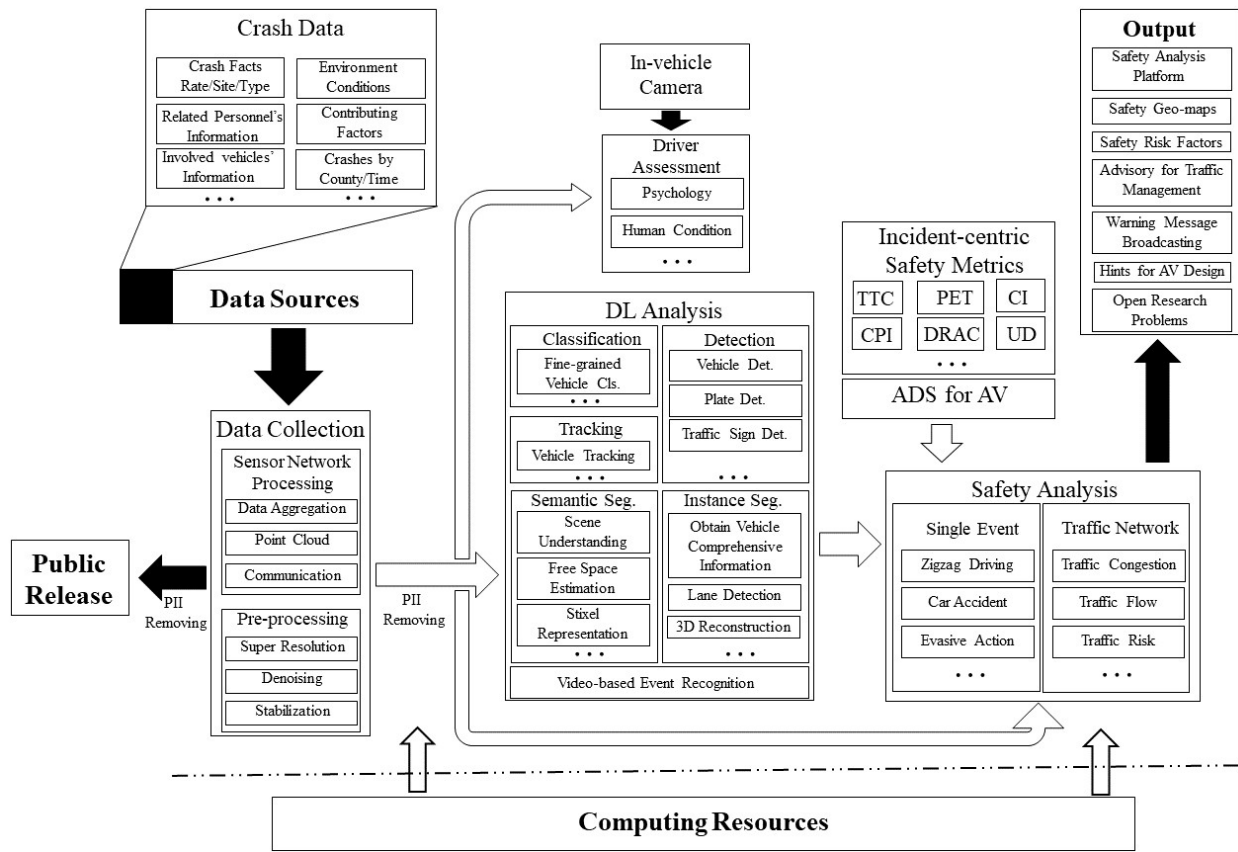 Crash Data
Crash Facts
Rate/Site/Type
Environment
Conditions
Related Personnel's
Information
Contributing
Factors
Involved vehicles'
Information
Crashes by
County/Time
• • •
• • •
Data Sources
Data Collection
Sensor Network
Processing
Data Aggregation
Point Cloud
Communication
Pre-processing
Super Resolution
Denoising
Stabilization
Public
Release
PII
Removing
PII
Removing
In-vehicle
Camera
Driver
Assessment
Psychology
Human Condition
• • •
DL Analysis
Classification
Fine-grained
Vehicle Cls.
• • •
Tracking
Vehicle Tracking
• • •
Detection
Vehicle Det.
Plate Det.
Traffic Sign Det.
• • •
Semantic Seg.
Scene
Understanding
Free Space
Estimation
Stixel
Representation
• • •
Instance Seg.
Obtain Vehicle
Comprehensive
Information
Lane Detection
3D Reconstruction
• • •
Video-based Event Recognition
Incident-centric
Safety Metrics
TTC PET CI
CPI DRAC UD
• • •
ADS for AV
Safety Analysis
Single Event
Zigzag Driving
Car Accident
Evasive Action
• • •
Traffic Network
Traffic Congestion
Traffic Flow
Traffic Risk
• • •
Output
Safety Analysis
Platform
Safety Geo-maps
Safety Risk Factors
Advisory for Traffic
Management
Warning Message
Broadcasting
Hints for AV Design
Open Research
Problems
Computing Resources